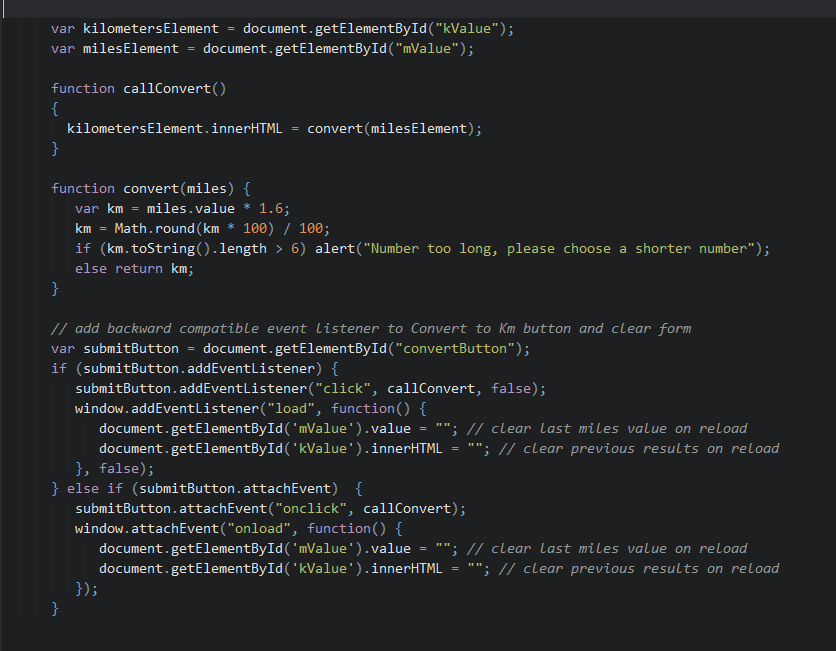 var kilometersElement = document.getElementById("kValue");
var milesElement = document.getElementById("mValue");
function callConvert()
{
kilometersElement.innerHTML = convert(milesElement);
}
function convert(miles) {
var km = miles.value * 1.6;
km = Math.round(km * 100) / 100;
if (km.toString().length > 6) alert("Number too long, please choose a shorter number");
else return km;
}
// add backward compatible event listener to Convert to Km button and clear form
var submitButton = document.getElementById("convertButton");
if (submitButton.addEventListener) {
submitButton.addEventListener("click", callConvert, false);
window.addEventListener("load", function() {
document.getElementById('mValue').value = ""; // clear last miles value on reload
document.getElementById('kValue').innerHTML = ""; // clear previous results on reload
}, false);
} else if (submitButton.attachEvent)  {
submitButton.attachEvent("onclick", callConvert);
window.attachEvent("onload", function() {
document.getElementById('mValue').value = ""; // clear last miles value on reload
document.getElementById('kValue').innerHTML = ""; // clear previous results on reload
});
}